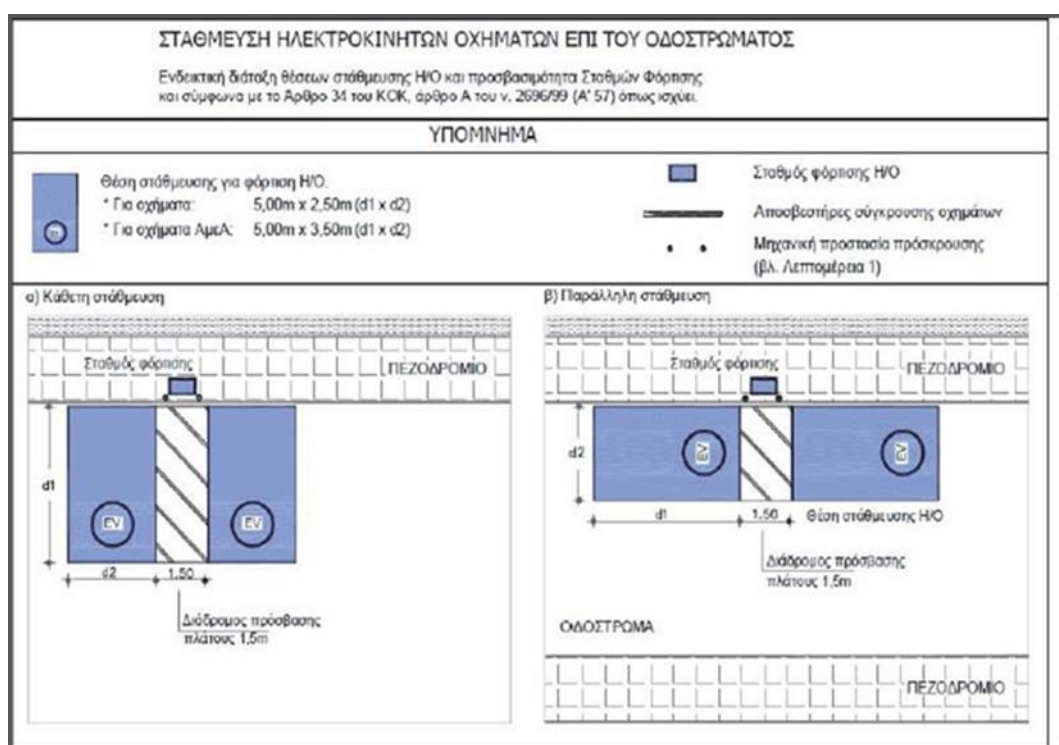 ΣΤΑΘΜΕΥΣΗ ΗΛΕΚΤΡΟΚΙΝΗΤΩΝ ΟΧΗΜΑΤΩΝ ΕΠΙ ΤΟΥ ΟΔΟΣΤΡΩΜΑΤΟΣ
Ενδεικτική διάταξη θέσεων στάθμευσης Η/Ο και προσβασιμότητα Σταθμών Φόρτισης
και σύμφωνα με το Άρθρο 34 του ΚΟΚ, άρθρο Α του ν. 2696/99 (Α' 57) όπως ισχύει.
ΥΠΟΜΝΗΜΑ
Θέση στάθμευσης για φόρτιση Η/Ο.
* Για οχήματα: 5,00m x 2,50m (d1 x d2)
* Για οχήματα ΑμεΑ: 5,00m x 3,50m (d1 x d2)
Σταθμός φόρτισης Η/Ο
Αποσβεστήρες σύγκρουσης οχημάτων
Μηχανική προστασία πρόσκρουσης
(βλ. Λεπτομέρεια 1)
α) Κάθετη στάθμευση
Σταθμός φόρτισης
ΠΕΖΟΔΡΟΜΙΟ
d1
EV
EV
d2
1.50
Διάδρομος πρόσβασης
πλάτους 1,5m
β) Παράλληλη στάθμευση
Σταθμός φόρτισης
ΠΕΖΟΔΡΟΜΙΟ
d2
EV
EV
d1
1.50
Θέση στάθμευσης Η/Ο
Διάδρομος πρόσβασης
πλάτους 1,5m
ΟΔΟΣΤΡΩΜΑ
ΠΕΖΟΔΡΟΜΙΟ